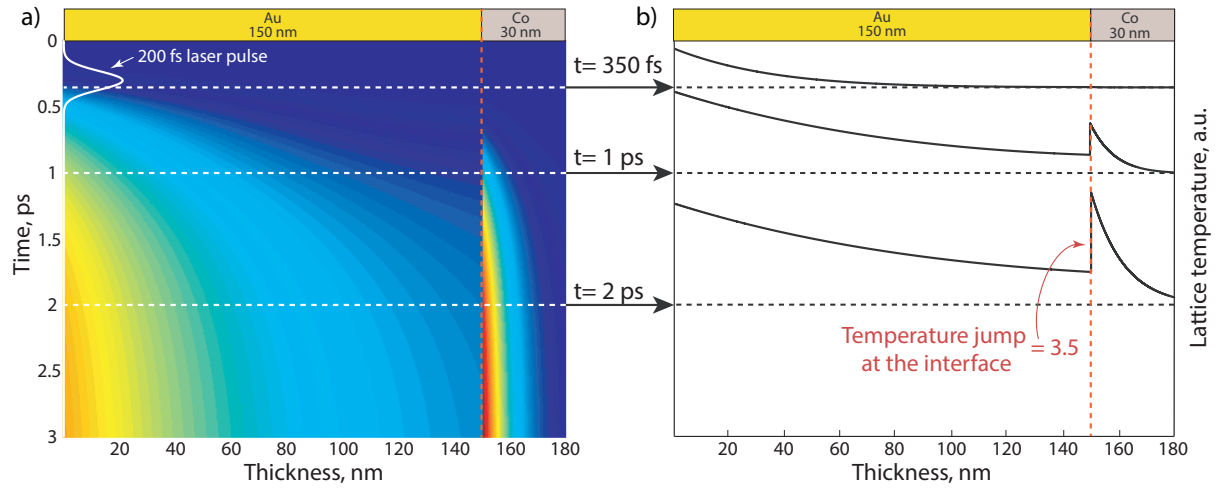 a)
Au
150 nm
Co
30 nm
200 fs laser pulse
0
0.5
1
1.5
2
2.5
3
Time, ps
20
40
60
80
100
120
140
160
180
Thickness, nm
t= 350 fs
t= 1 ps
t= 2 ps
b)
Au
150 nm
Co
30 nm
Temperature jump
at the interface
= 3.5
20
40
60
80
100
120
140
160
180
Thickness, nm
Lattice temperature, a.u.